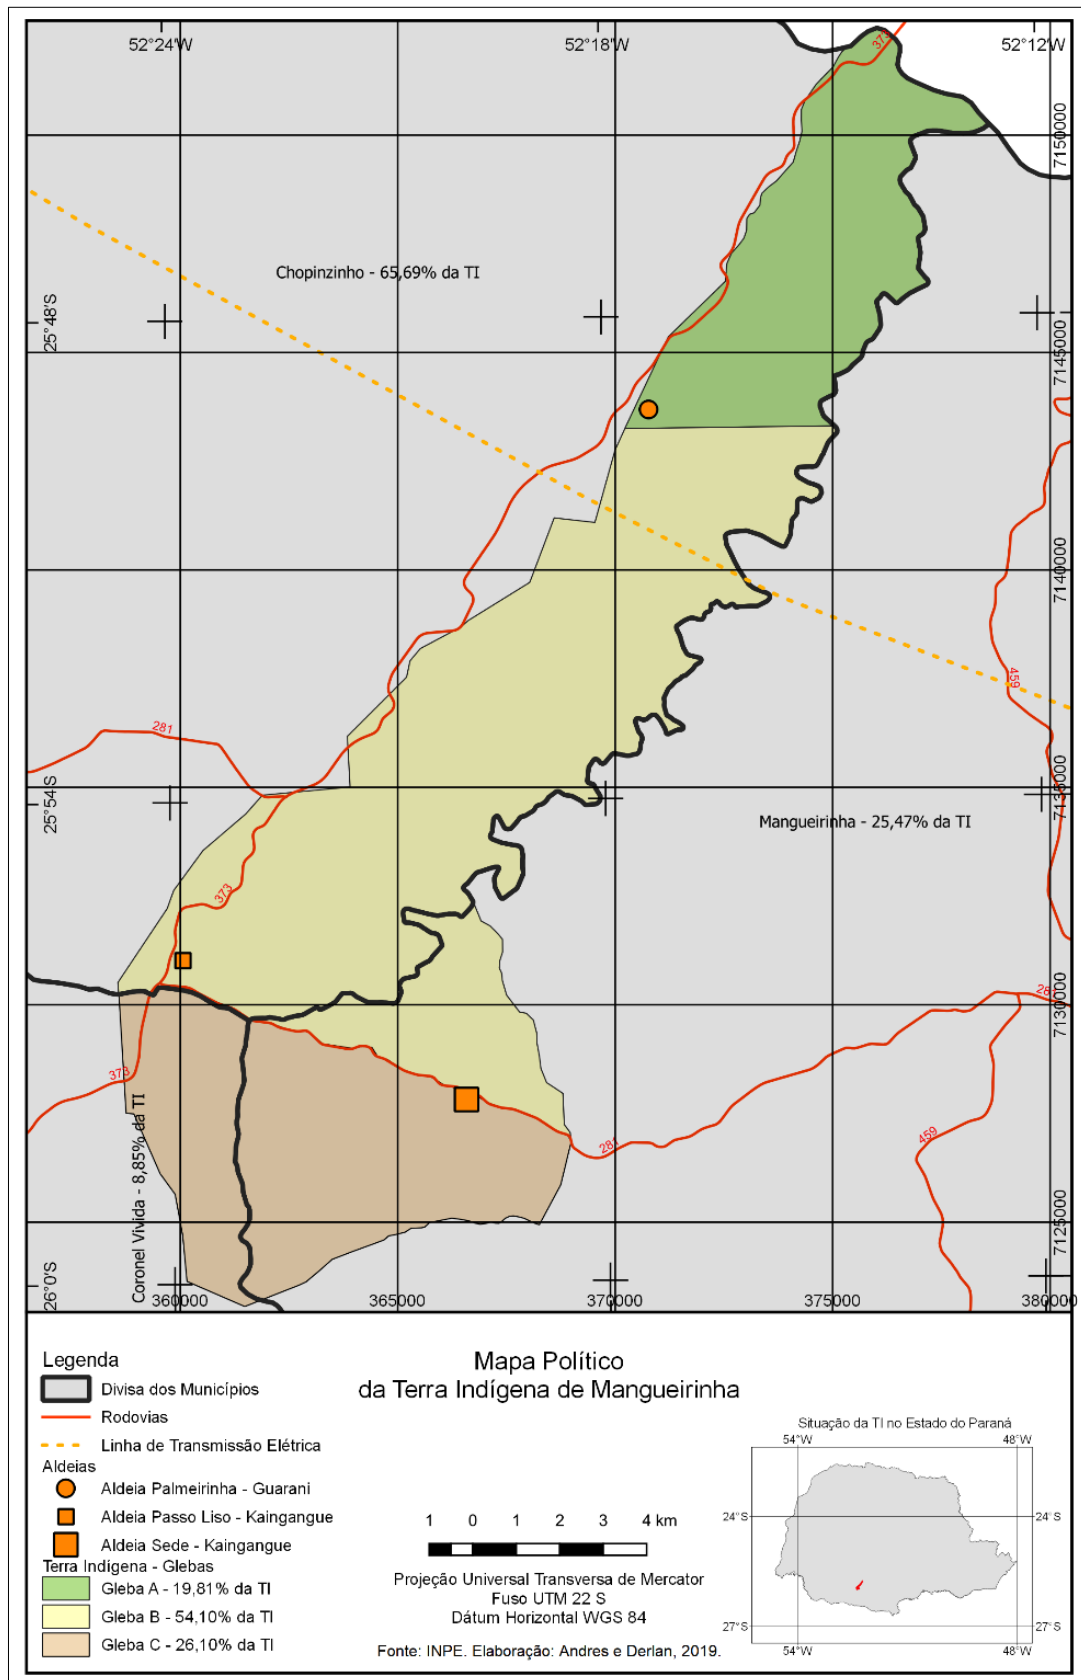 52°24'W
52°18'W
52°12'W
373
7150000
Chopinzinho - 65,69% da TI
25°48'S
7145000
7140000
459
281
25°54'S
7135000
Mangueirinha - 25,47% da TI
373
7130000
281
373
Coronel Vivida - 8,85% da TI
281
459
7125000
26°0'S
360000
365000
370000
375000
380000
Legenda
Divisa dos Municípios
Rodovias
Linha de Transmissão Elétrica
Aldeias
Aldeia Palmeirinha - Guarani
Aldeia Passo Liso - Kaingangue
Aldeia Sede - Kaingangue
Terra Indígena - Glebas
Gleba A - 19,81% da TI
Gleba B - 54,10% da TI
Gleba C - 26,10% da TI
Mapa Político
da Terra Indígena de Mangueirinha
1 0 1 2 3 4 km
Projeção Universal Transversa de Mercator
Fuso UTM 22 S
Dátum Horizontal WGS 84
Fonte: INPE. Elaboração: Andres e Derlan, 2019.
Situação da TI no Estado do Paraná
54°W
48°W
24°S
24°S
27°S
27°S
54°W
48°W